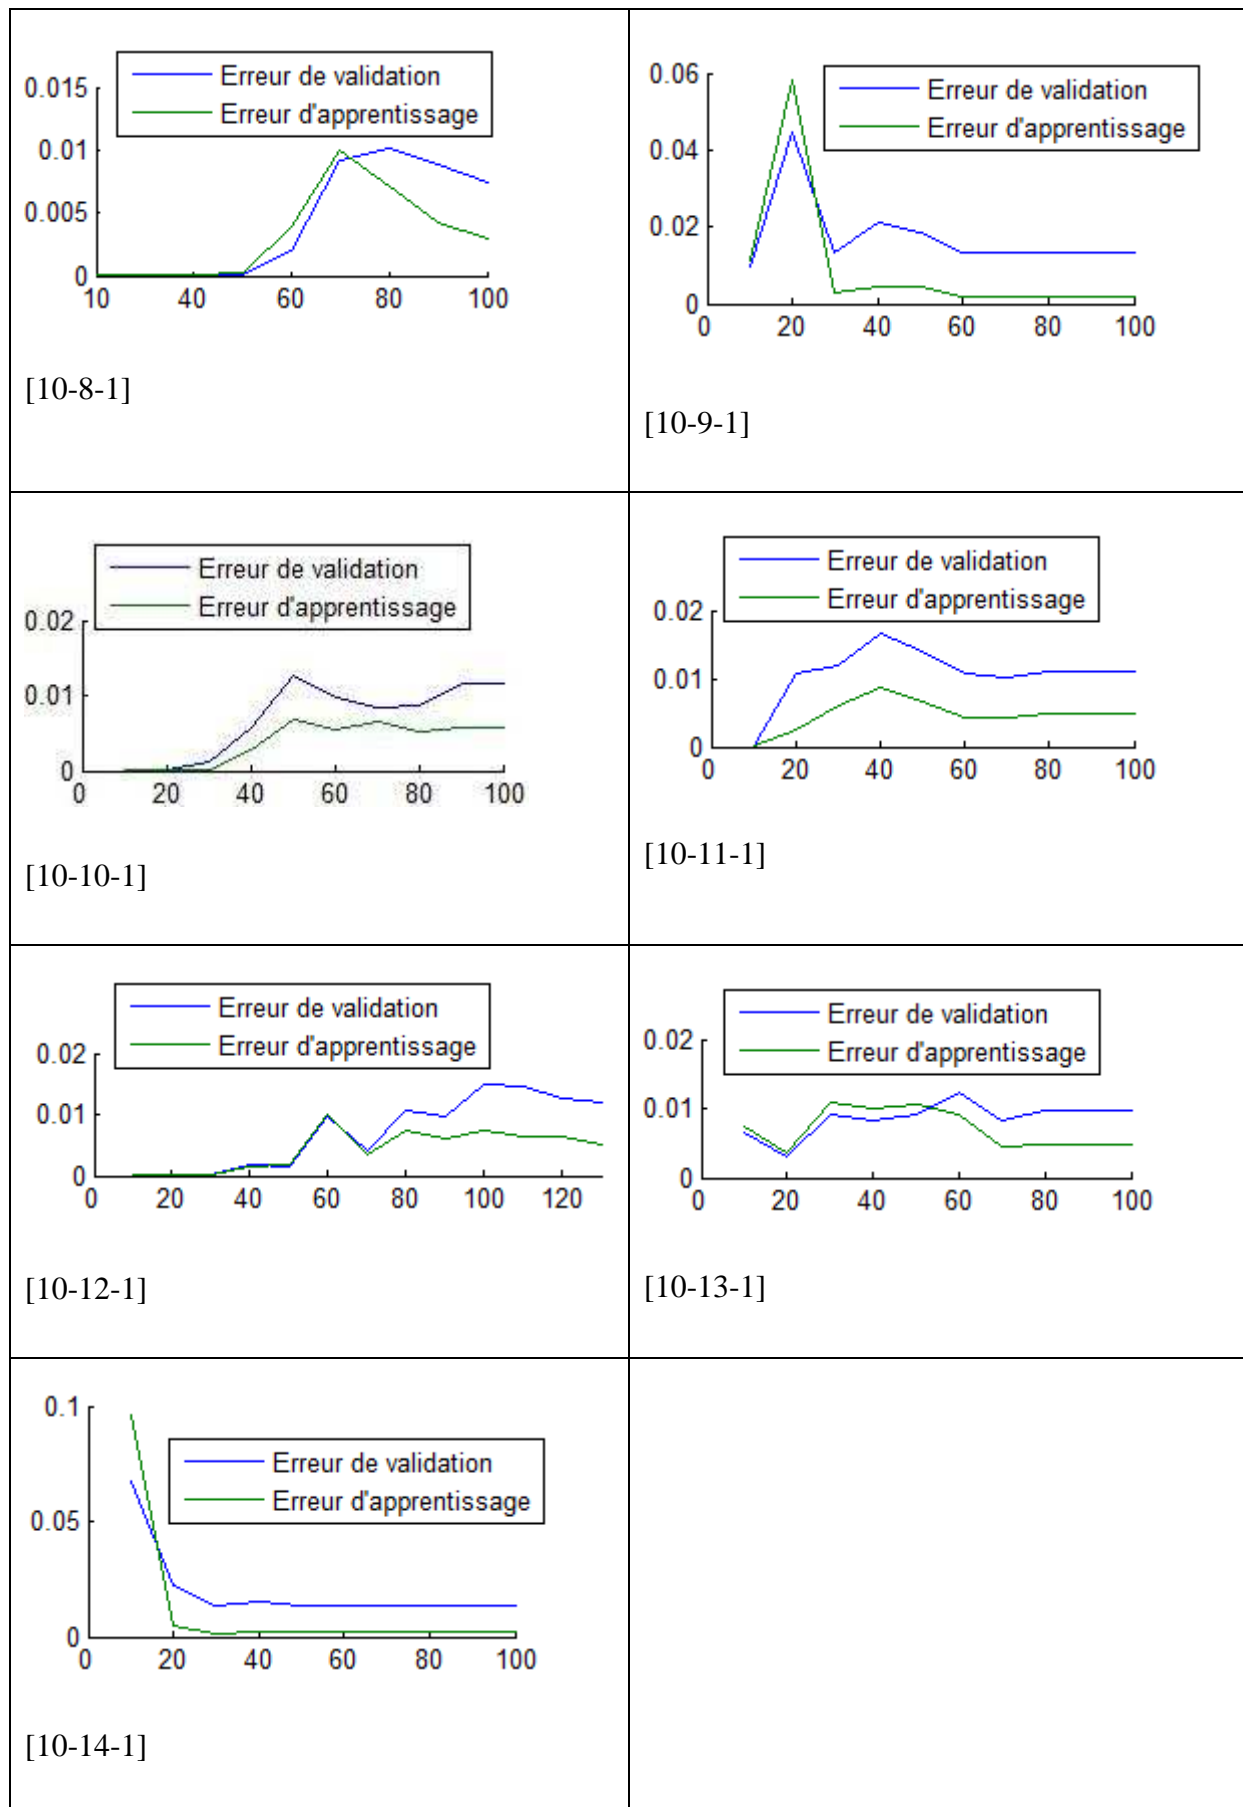 Erreur de validation
Erreur d'apprentissage
0.015
0.01
0.005
0
10 40 60 80 100
[10-8-1]
Erreur de validation
Erreur d'apprentissage
0.06
0.04
0.02
0
0 20 40 60 80 100
[10-9-1]
Erreur de validation
Erreur d'apprentissage
0.02
0.01
0
0 20 40 60 80 100
[10-10-1]
Erreur de validation
Erreur d'apprentissage
0.02
0.01
0
0 20 40 60 80 100
[10-11-1]
Erreur de validation
Erreur d'apprentissage
0.02
0.01
0
0 20 40 60 80 100 120
[10-12-1]
Erreur de validation
Erreur d'apprentissage
0.02
0.01
0
0 20 40 60 80 100
[10-13-1]
Erreur de validation
Erreur d'apprentissage
0.1
0.05
0
0 20 40 60 80 100
[10-14-1]